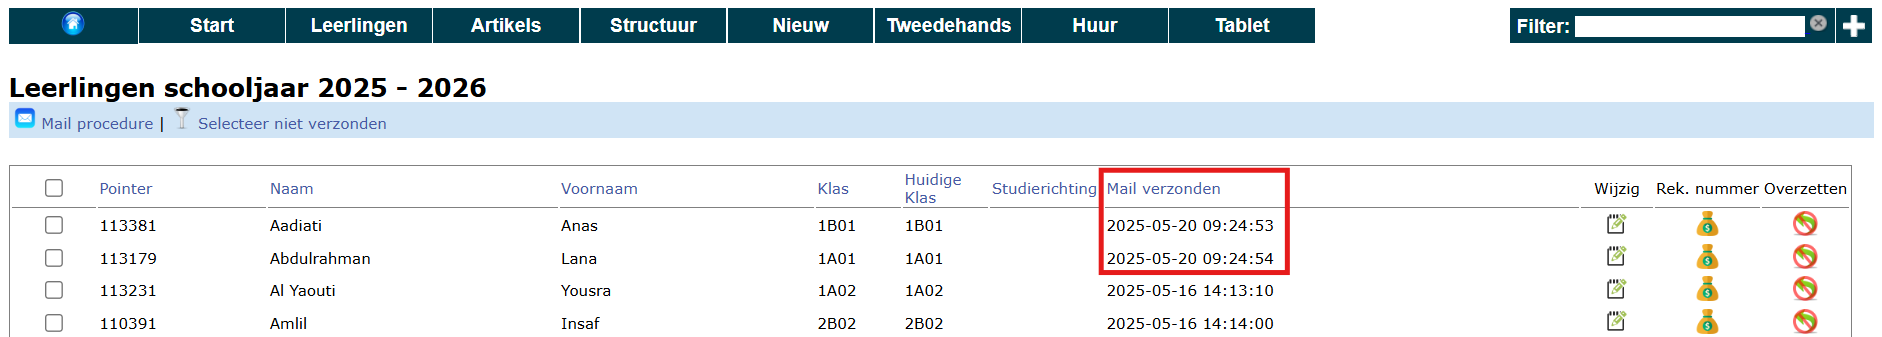 Start Leerlingen Artikels Structuur Nieuw Tweedehands Huur Tablet Filter:
Leerlingen schooljaar 2025 - 2026
Mail procedure | Selecteer niet verzonden
Pointer Naam Voornaam Klas Huidige Klas Studierichting Mail verzonden Wijzig Rek. nummer Overzetten
113381 Aadiati Anas 1B01 1B01 2025-05-20 09:24:53
113179 Abdulrahman Lana 1A01 1A01 2025-05-20 09:24:54
113231 Al Yaouti Yousra 1A02 1A02 2025-05-16 14:13:10
110391 Amlil Insaf 2B02 2B02 2025-05-16 14:14:00